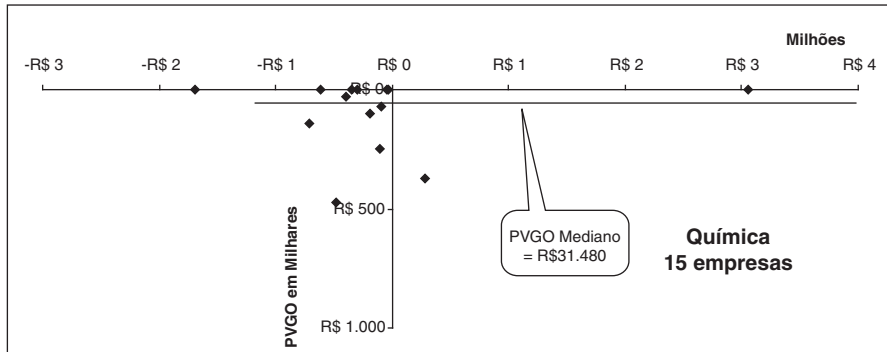 Milhões
-R$ 3 -R$ 2 -R$ 1 R$ 0 R$ 1 R$ 2 R$ 3 R$ 4
R$ 0
R$ 500
R$ 1.000
PVGO em Milhares
PVGO Mediano
= R$31.480
Química
15 empresas